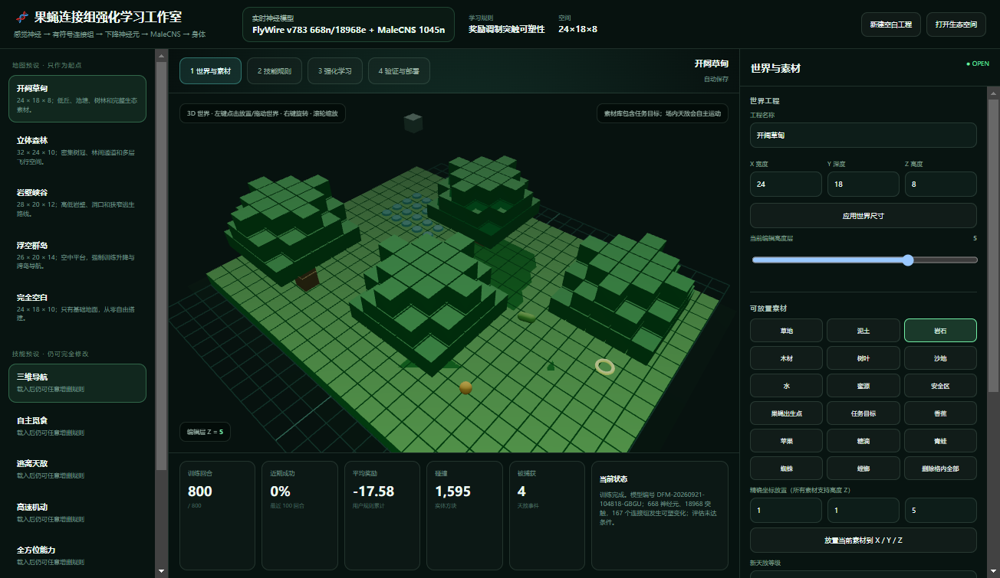 果蝇连接组强化学习工作室
感觉神经 → 有符号连接组 → 下降神经元 → MaleCNS → 身体
实时神经模型
FlyWire v783 668n/18968e + MaleCNS 1045n
学习规则
奖励调制突触可塑性
空间
24×18×8
新建空白工程
打开生态空间
地图预设 · 只作为起点
开阔草甸
24 × 18 × 8；低丘、池塘、树林和完整生态
素材。
立体森林
32 × 24 × 10；密集树冠、林间通道和多层
飞行空间。
岩壁峡谷
28 × 20 × 12；高低岩壁、洞口和狭窄逃生
路线。
浮空群岛
26 × 20 × 14；空中平台，强制训练升降与
跨岛导航。
完全空白
24 × 18 × 10；只有基础地面，从零自由搭
建。
技能预设 · 仍可完全修改
三维导航
载入后仍可任意增删规则
自主觅食
载入后仍可任意增删规则
逃离天敌
载入后仍可任意增删规则
高速机动
载入后仍可任意增删规则
全方位能力
载入后仍可任意增删规则
1 世界与素材
2 技能规则
3 强化学习
4 验证与部署
开阔草甸
自动保存
3D 世界 · 左键点击放置/拖动世界 · 右键旋转 · 滚轮缩放
素材库包含任务目标；场内天敌会自主运动
编辑层 Z = 5
训练回合
800
/ 800
近期成功
0%
最近 100 回合
平均奖励
-17.58
用户规则累计
碰撞
1,595
实体方块
被捕获
4
天敌事件
当前状态
训练完成。模型编号 DFM-20260921-
104818-GBGU；668 神经元、18968 突
触，167 个连接组发生可塑变化；评估未达
条件。
世界与素材
● OPEN
世界工程
工程名称
开阔草甸
X 宽度
Y 深度
Z 高度
24
18
8
应用世界尺寸
当前编辑高度层
5
可放置素材
草地
泥土
岩石
木材
树叶
沙地
水
蜜源
安全区
果蝇出生点
任务目标
香蕉
苹果
糖滴
青蛙
蜘蛛
螳螂
删除格内全部
精确坐标放置（所有素材支持高度 Z）
1
1
5
放置当前素材到 X / Y / Z
新天敌等级